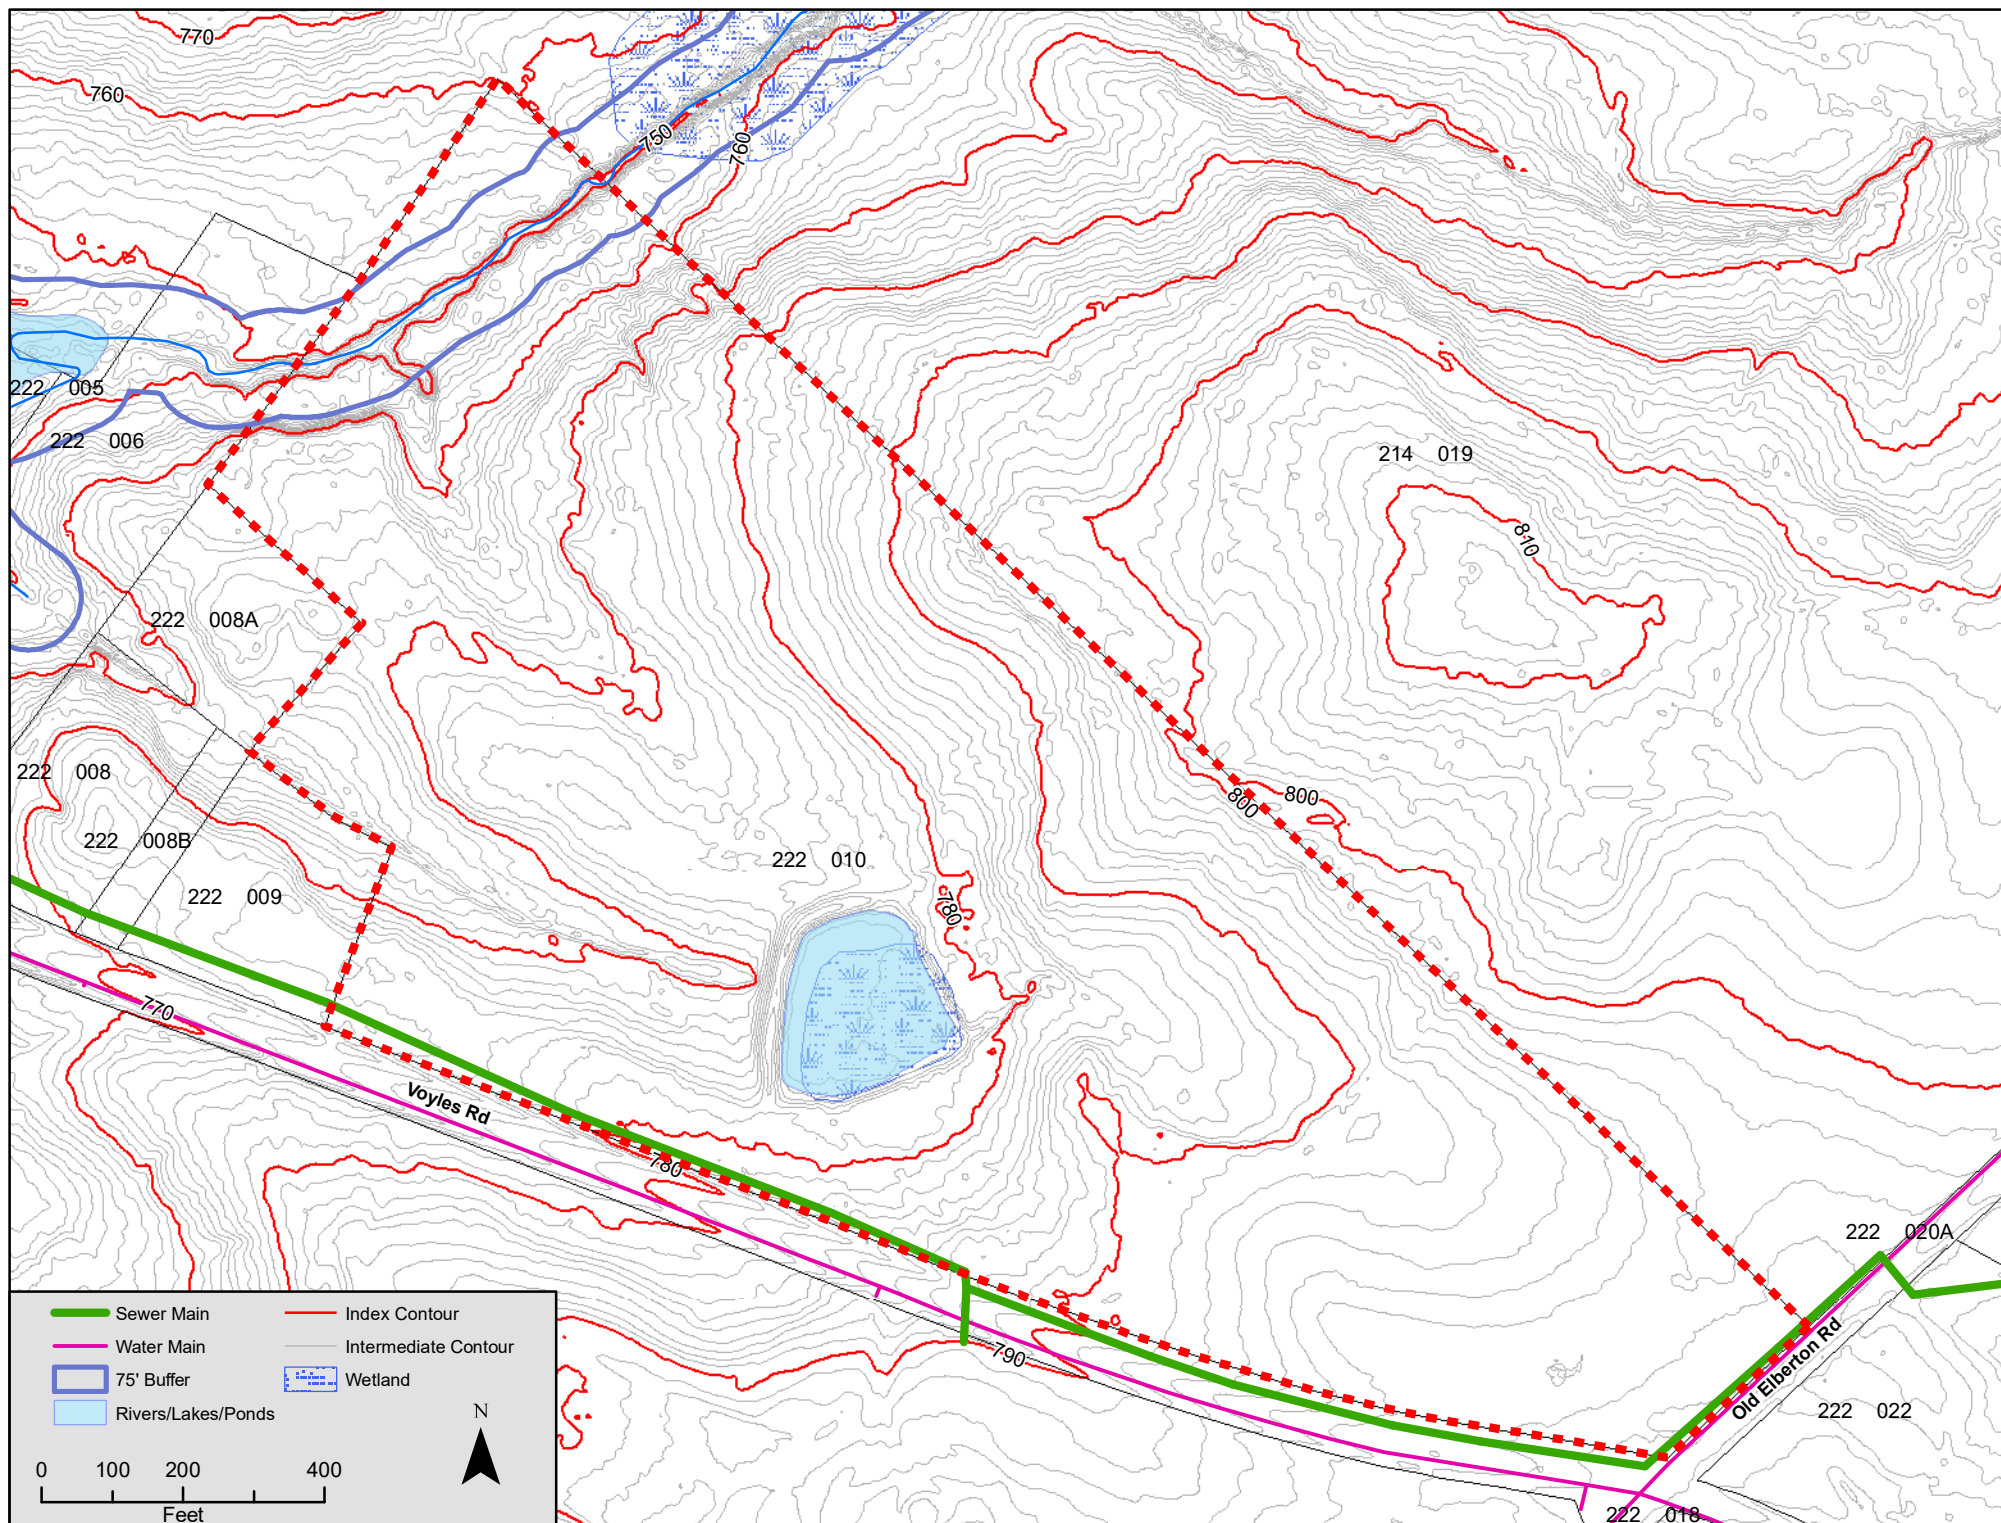 770
760
750
760
222 005
222 006
214 019
810
222 008A
222 008
800
800
222 008B
222 010
222 009
780
770
Voyles Rd
780
222 020A
790
Old Elberton Rd
222 022
222 018
Sewer Main
Index Contour
Water Main
Intermediate Contour
75' Buffer
Wetland
Rivers/Lakes/Ponds
N
0 100 200 400
Feet